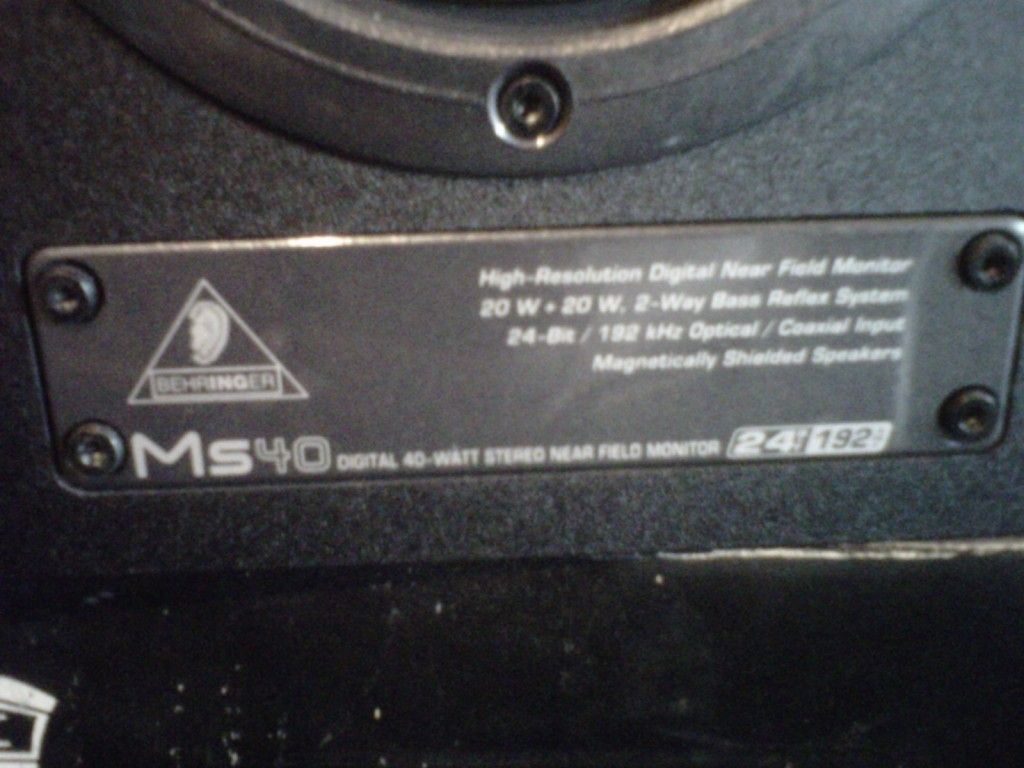 High-Resolution Digital Near Field Monitor
20 W + 20 W, 2-Way Bass Reflex System
24-Bit / 192 kHz Optical / Coaxial Input
Magnetically Shielded Speakers
BEHRINGER
Ms40 DIGITAL 40-WATT STEREO NEAR FIELD MONITOR 24 192